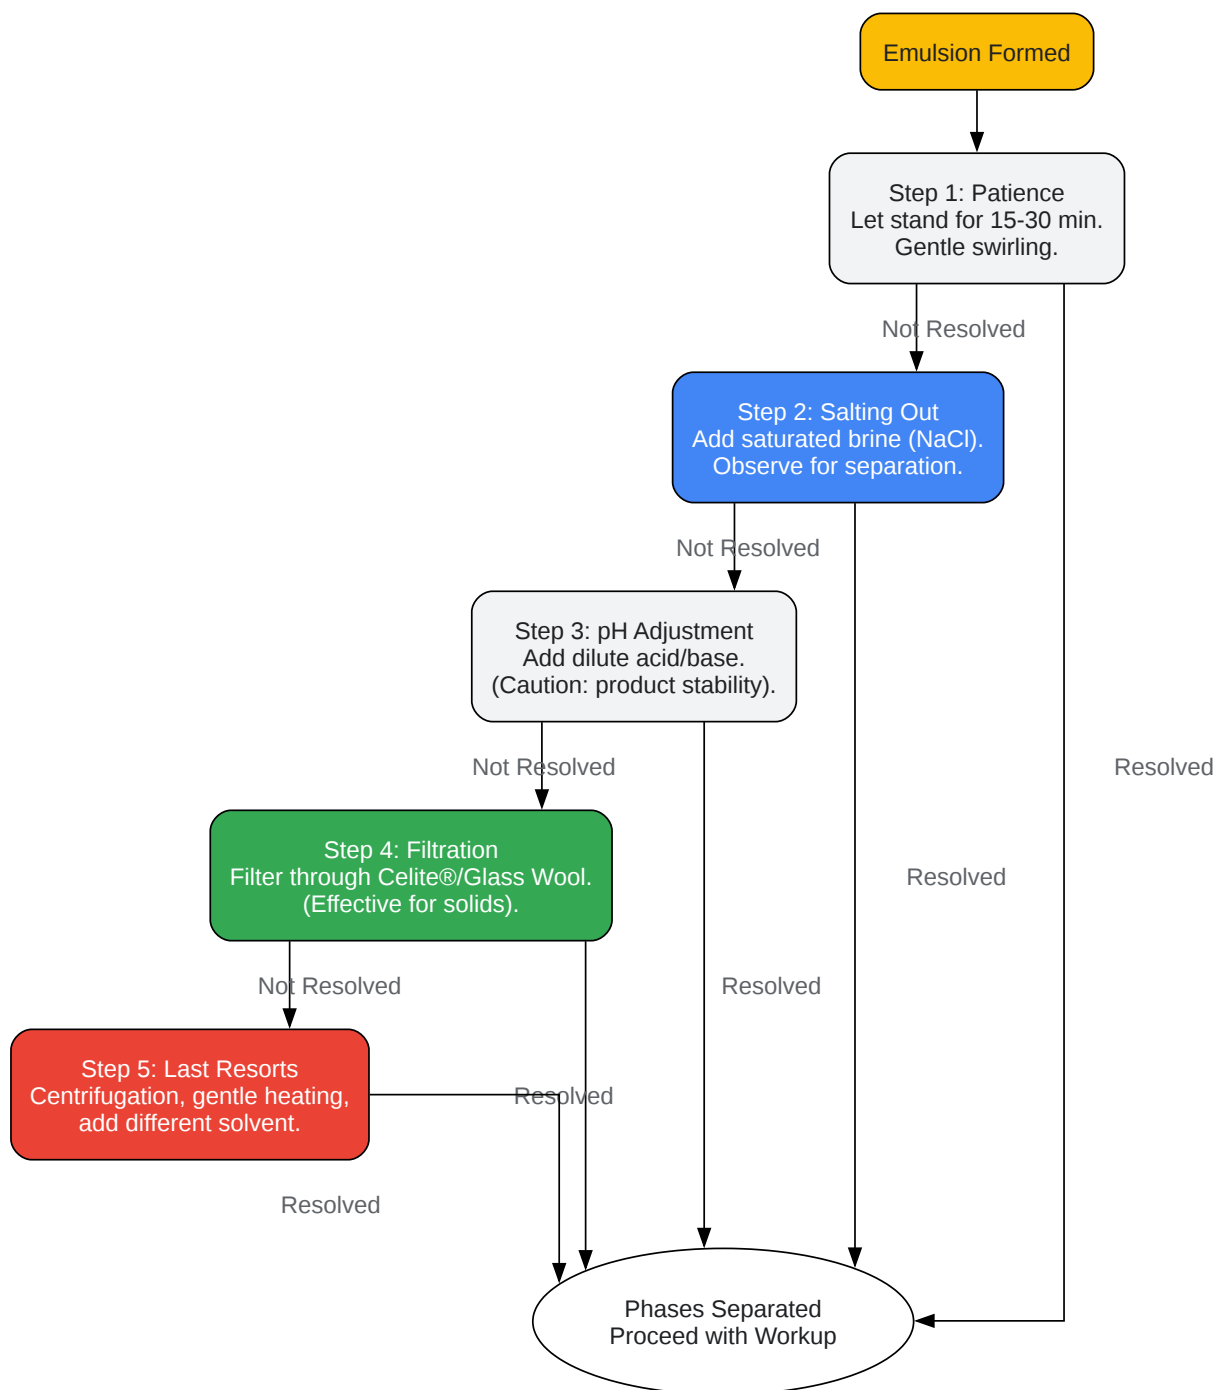 Emulsion Formed
Step 1: Patience
Let stand for 15-30 min.
Gentle swirling.
Not Resolved
Step 2: Salting Out
Add saturated brine (NaCl).
Observe for separation.
Not Resolved
Step 3: pH Adjustment
Add dilute acid/base.
(Caution: product stability).
Not Resolved
Resolved
Step 4: Filtration
Filter through Celite®/Glass Wool.
(Effective for solids).
Resolved
Not Resolved
Resolved
Step 5: Last Resorts
Centrifugation, gentle heating,
add different solvent.
Resolved
Resolved
Phases Separated
Proceed with Workup